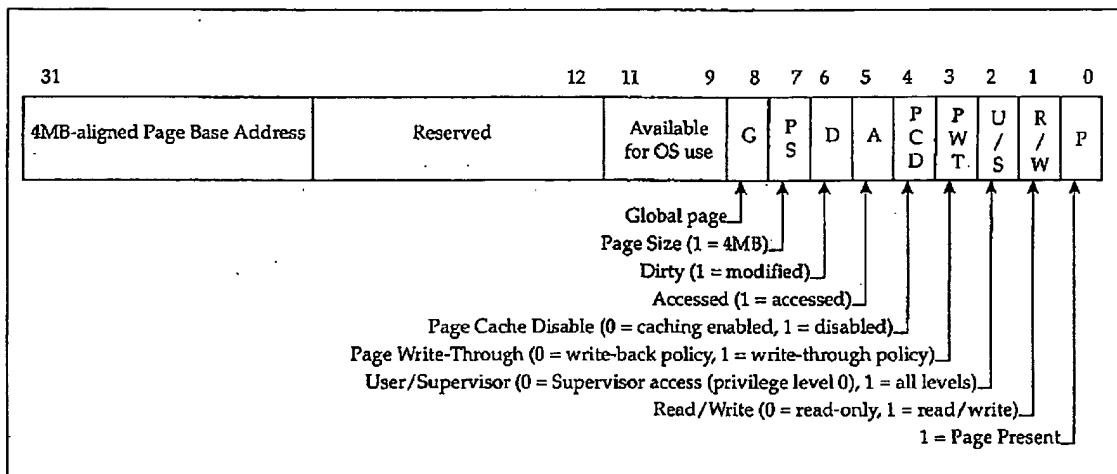 31 12 11 9 8 7 6 5 4 3 2 1 0
4MB-aligned Page Base Address Reserved Available for OS use G PS D A PCD PWT U/S R/W P
Global page
Page Size (1 = 4MB)
Dirty (1 = modified)
Accessed (1 = accessed)
Page Cache Disable (0 = caching enabled, 1 = disabled)
Page Write-Through (0 = write-back policy, 1 = write-through policy)
User/Supervisor (0 = Supervisor access (privilege level 0), 1 = all levels)
Read/Write (0 = read-only, 1 = read/write)
1 = Page Present